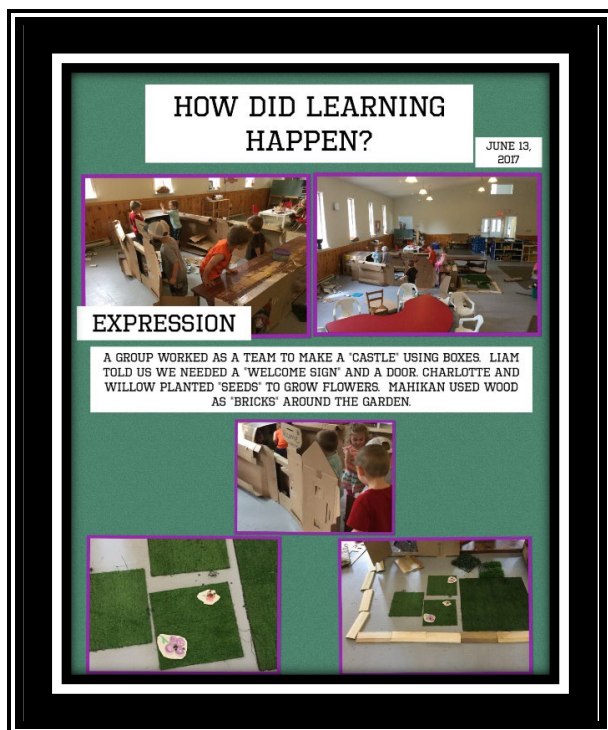 HOW DID LEARNING
HAPPEN?
JUNE 13,
2017
EXPRESSION
A GROUP WORKED AS A TEAM TO MAKE A "CASTLE" USING BOXES. LIAM
TOLD US WE NEEDED A "WELCOME SIGN" AND A DOOR. CHARLOTTE AND
WILLOW PLANTED "SEEDS" TO GROW FLOWERS. MAHIKAN USED WOOD
AS "BRICKS" AROUND THE GARDEN.